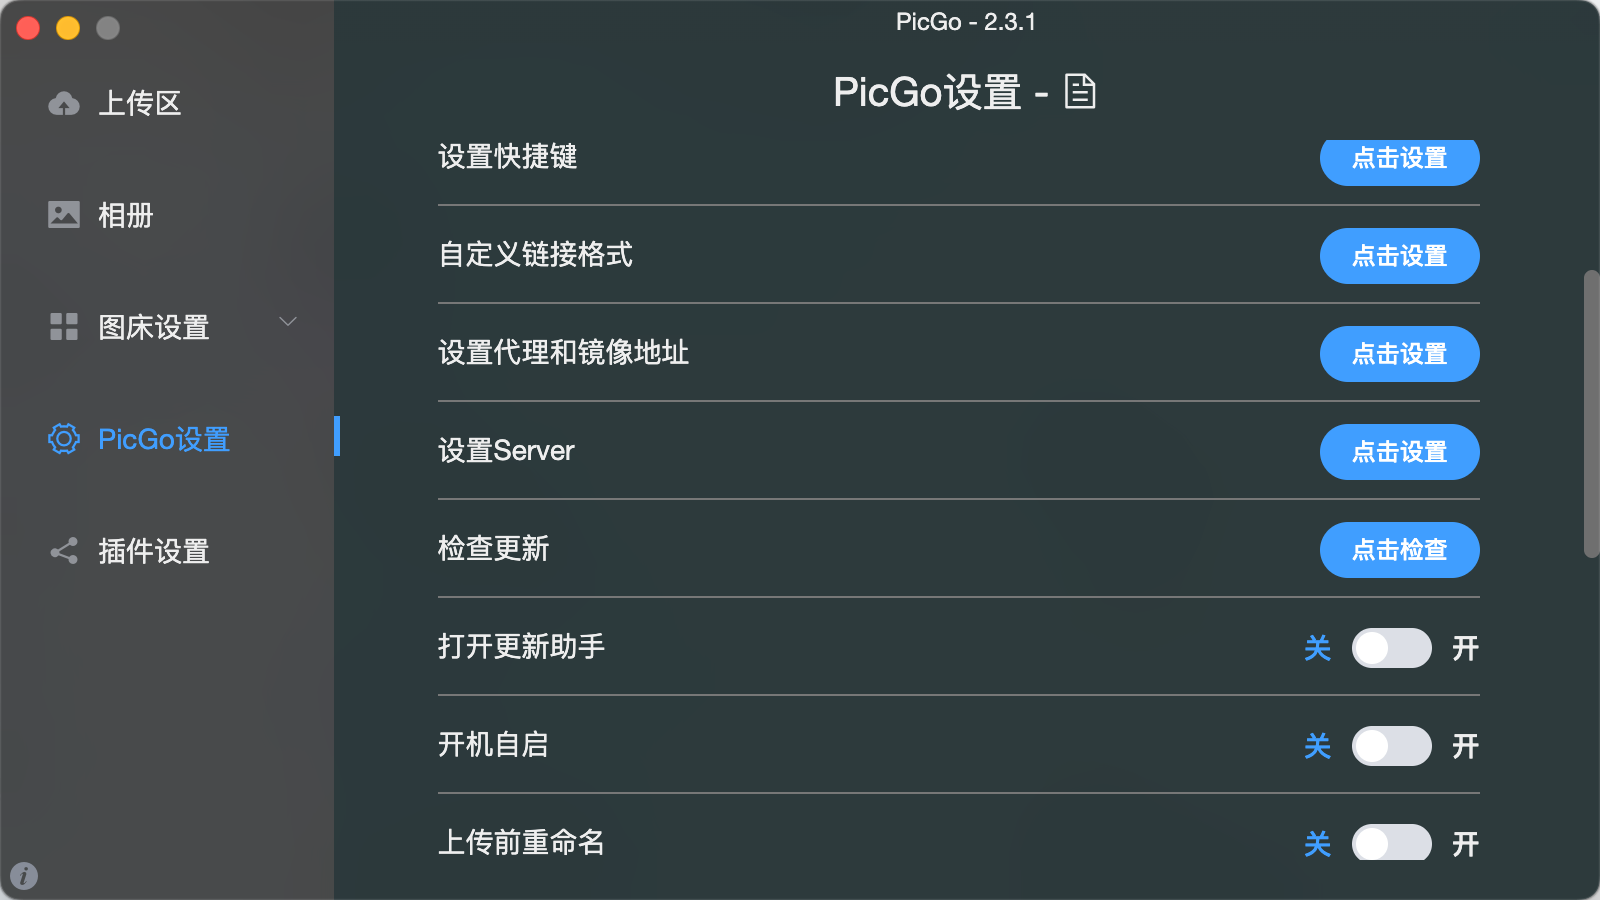 PicGo - 2.3.1
上传区
相册
图床设置
PicGo设置
插件设置
PicGo设置 -
设置快捷键 点击设置
自定义链接格式 点击设置
设置代理和镜像地址 点击设置
设置Server 点击设置
检查更新 点击检查
打开更新助手 关 开
开机自启 关 开
上传前重命名 关 开